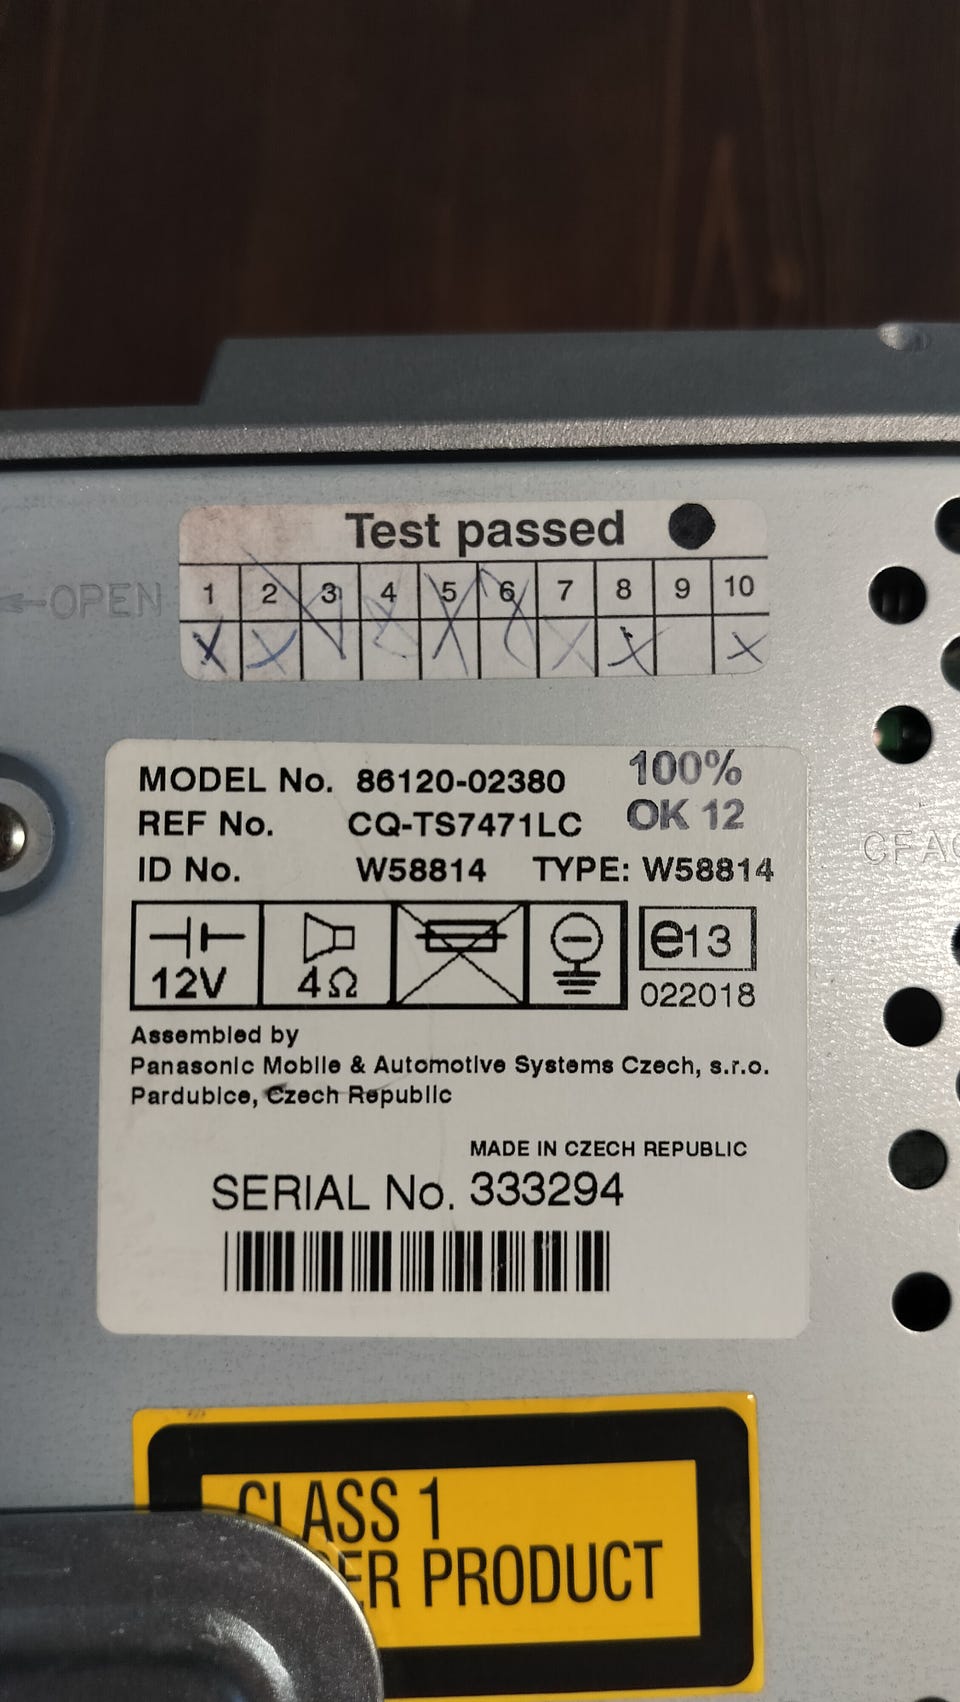 Test passed
OPEN
1 2 3 4 5 6 7 8 9 10
X X X X X X X X X
MODEL No. 86120-02380
100%
REF No. CQ-TS7471LC
OK 12
ID No. W58814 TYPE: W58814
12V 4Ω e13
022018
Assembled by
Panasonic Mobile & Automotive Systems Czech, s.r.o.
Pardubice, Czech Republic
MADE IN CZECH REPUBLIC
SERIAL No. 333294
CLASS 1
PRODUCT